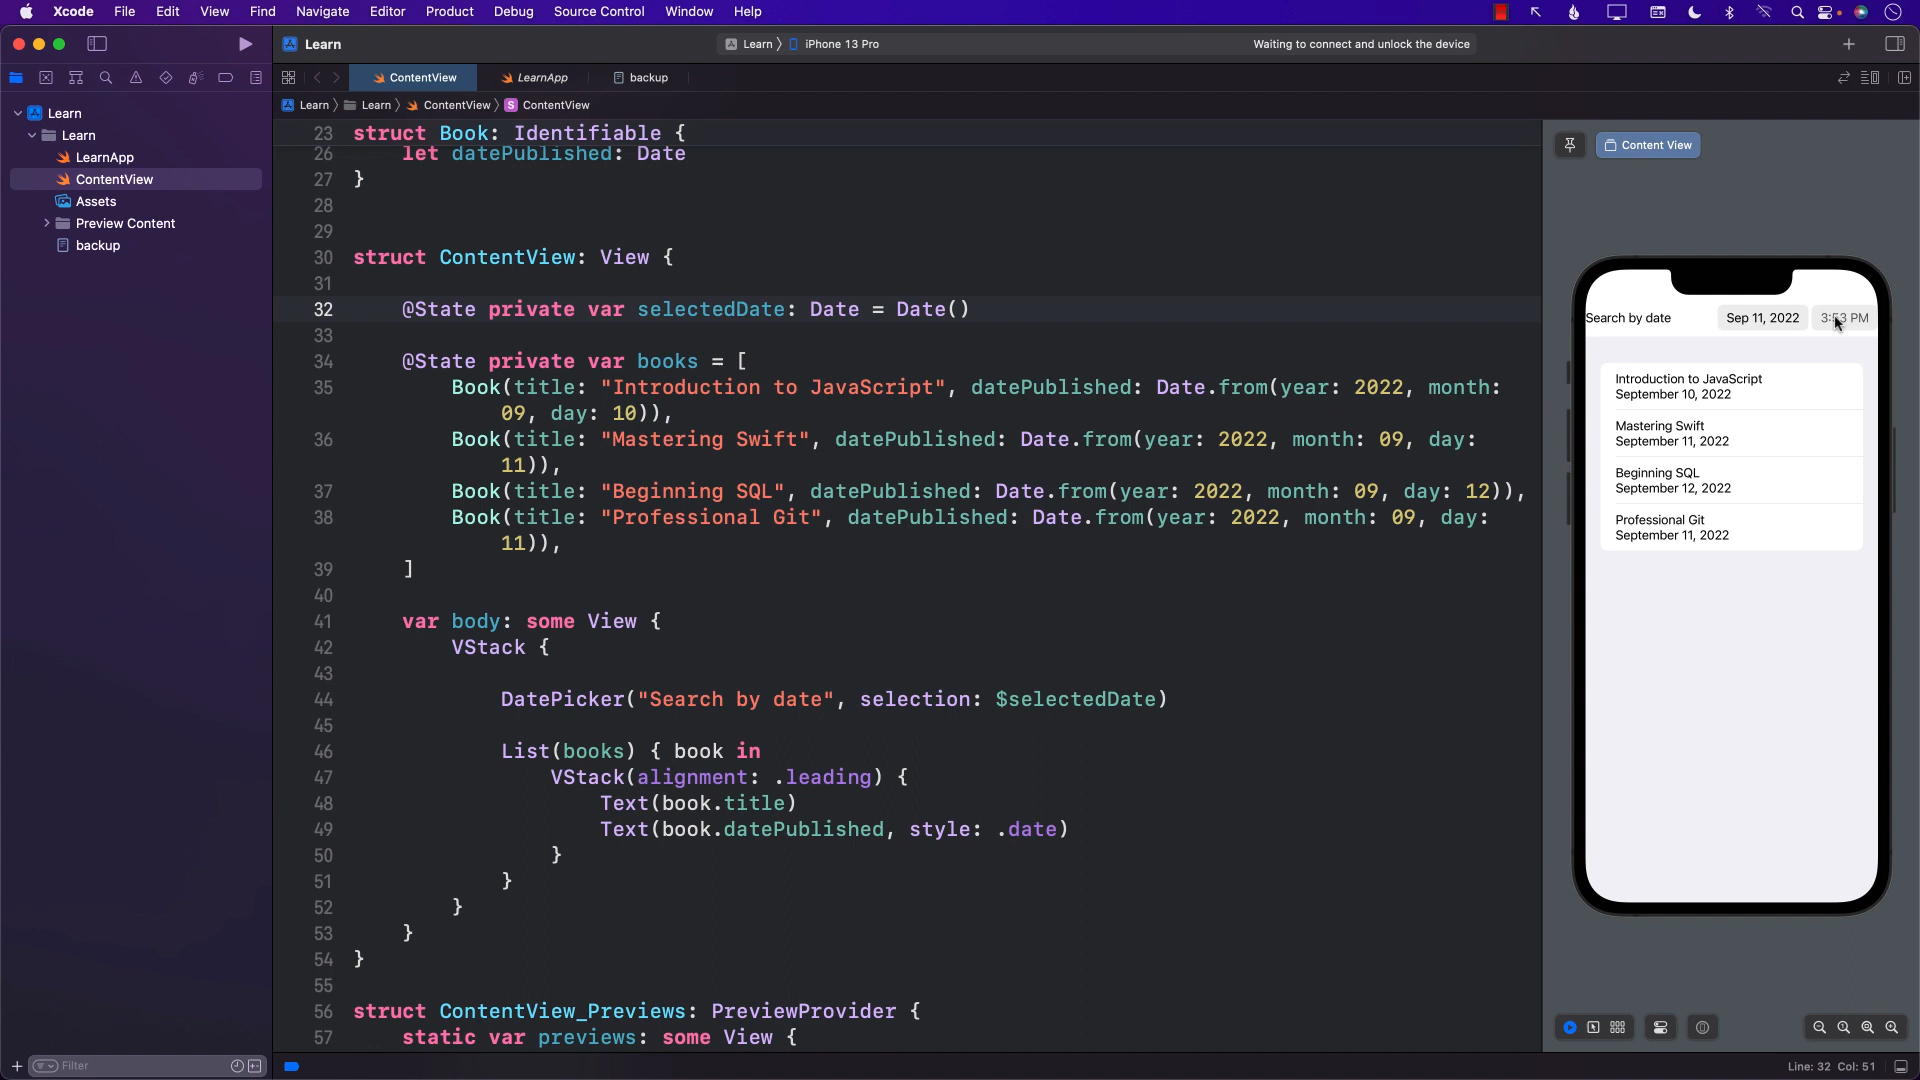 Xcode File Edit View Find Navigate Editor Product Debug Source Control Window Help
Learn
Learn 〉 iPhone 13 Pro
Waiting to connect and unlock the device
ContentView
LearnApp
backup
Learn 〉 Learn 〉 ContentView 〉 S ContentView
Learn
Learn
LearnApp
ContentView
Assets
Preview Content
backup
23 struct Book: Identifiable {
26 let datePublished: Date
27 }
28
29
30 struct ContentView: View {
31
32 @State private var selectedDate: Date = Date()
33
34 @State private var books = [
35 Book(title: "Introduction to JavaScript", datePublished: Date.from(year: 2022, month:
09, day: 10)),
36 Book(title: "Mastering Swift", datePublished: Date.from(year: 2022, month: 09, day:
11)),
37 Book(title: "Beginning SQL", datePublished: Date.from(year: 2022, month: 09, day: 12)),
38 Book(title: "Professional Git", datePublished: Date.from(year: 2022, month: 09, day:
11)),
39 ]
40
41 var body: some View {
42 VStack {
43
44 DatePicker("Search by date", selection: $selectedDate)
45
46 List(books) { book in
47 VStack(alignment: .leading) {
48 Text(book.title)
49 Text(book.datePublished, style: .date)
50 }
51 }
52 }
53 }
54 }
55
56 struct ContentView_Previews: PreviewProvider {
57 static var previews: some View {
Content View
Search by date Sep 11, 2022 3:53 PM
Introduction to JavaScript
September 10, 2022
Mastering Swift
September 11, 2022
Beginning SQL
September 12, 2022
Professional Git
September 11, 2022
Filter
Line: 32 Col: 51